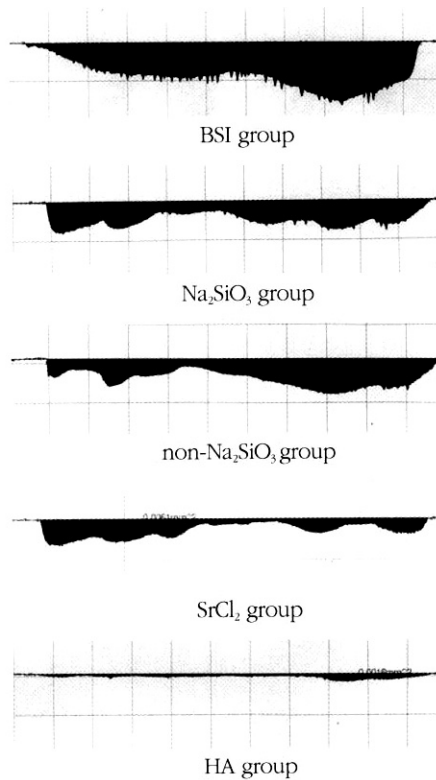 BSI group
Na₂SiO₃ group
non-Na₂SiO₃ group
SrCl₂ group
HA group